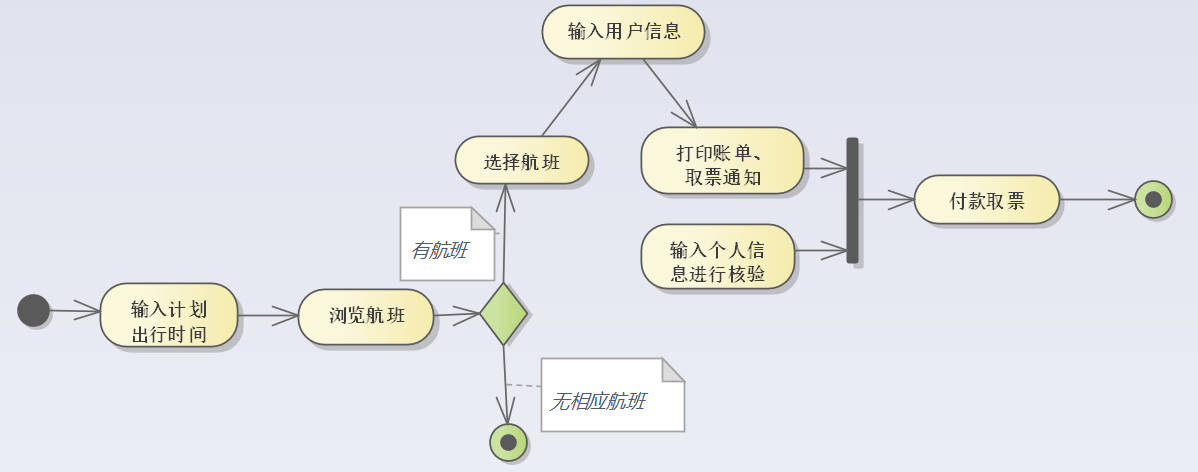 输入用户信息
选择航班
打印账单、
取票通知
付款取票
有航班
输入个人信
息进行核验
输入计划
出行时间
浏览航班
无相应航班